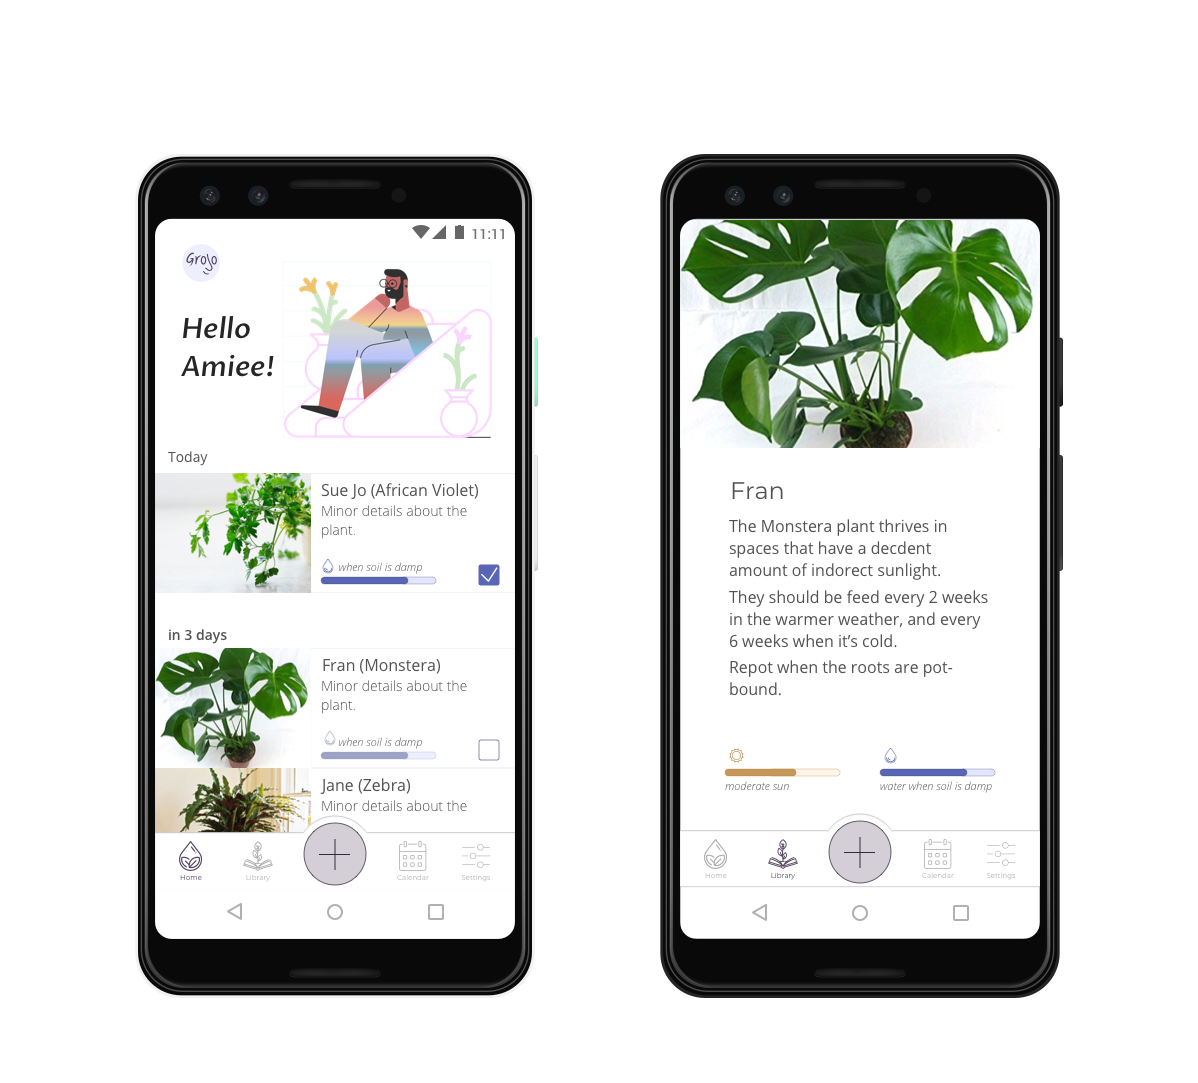 11:11
GroJo
Hello
Amiee!
Today
Sue Jo (African Violet)
Minor details about the
plant.
when soil is damp
in 3 days
Fran (Monstera)
Minor details about the
plant.
when soil is damp
Jane (Zebra)
Minor details about the
Home
Library
Calendar
Settings
Fran
The Monstera plant thrives in
spaces that have a decdent
amount of indorect sunlight.
They should be feed every 2 weeks
in the warmer weather, and every
6 weeks when it’s cold.
Repot when the roots are pot-
bound.
moderate sun
water when soil is damp
Home
Library
Calendar
Settings